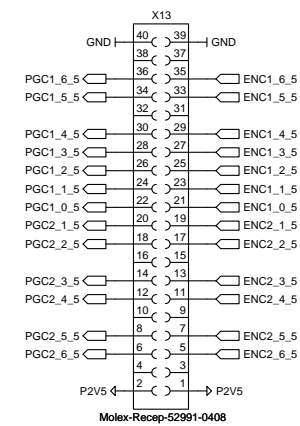 X13
GND 40 39 GND
38 37
PGC1_6_5 36 35 ENC1_6_5
PGC1_5_5 34 33 ENC1_5_5
32 31
PGC1_4_5 30 29 ENC1_4_5
PGC1_3_5 28 27 ENC1_3_5
PGC1_2_5 26 25 ENC1_2_5
PGC1_1_5 24 23 ENC1_1_5
PGC1_0_5 22 21 ENC1_0_5
PGC2_1_5 20 19 ENC2_1_5
PGC2_2_5 18 17 ENC2_2_5
16 15
PGC2_3_5 14 13 ENC2_3_5
PGC2_4_5 12 11 ENC2_4_5
10 9
PGC2_5_5 8 7 ENC2_5_5
PGC2_6_5 6 5 ENC2_6_5
4 3
P2V5 2 1 P2V5
Molex-Recep-52991-0408